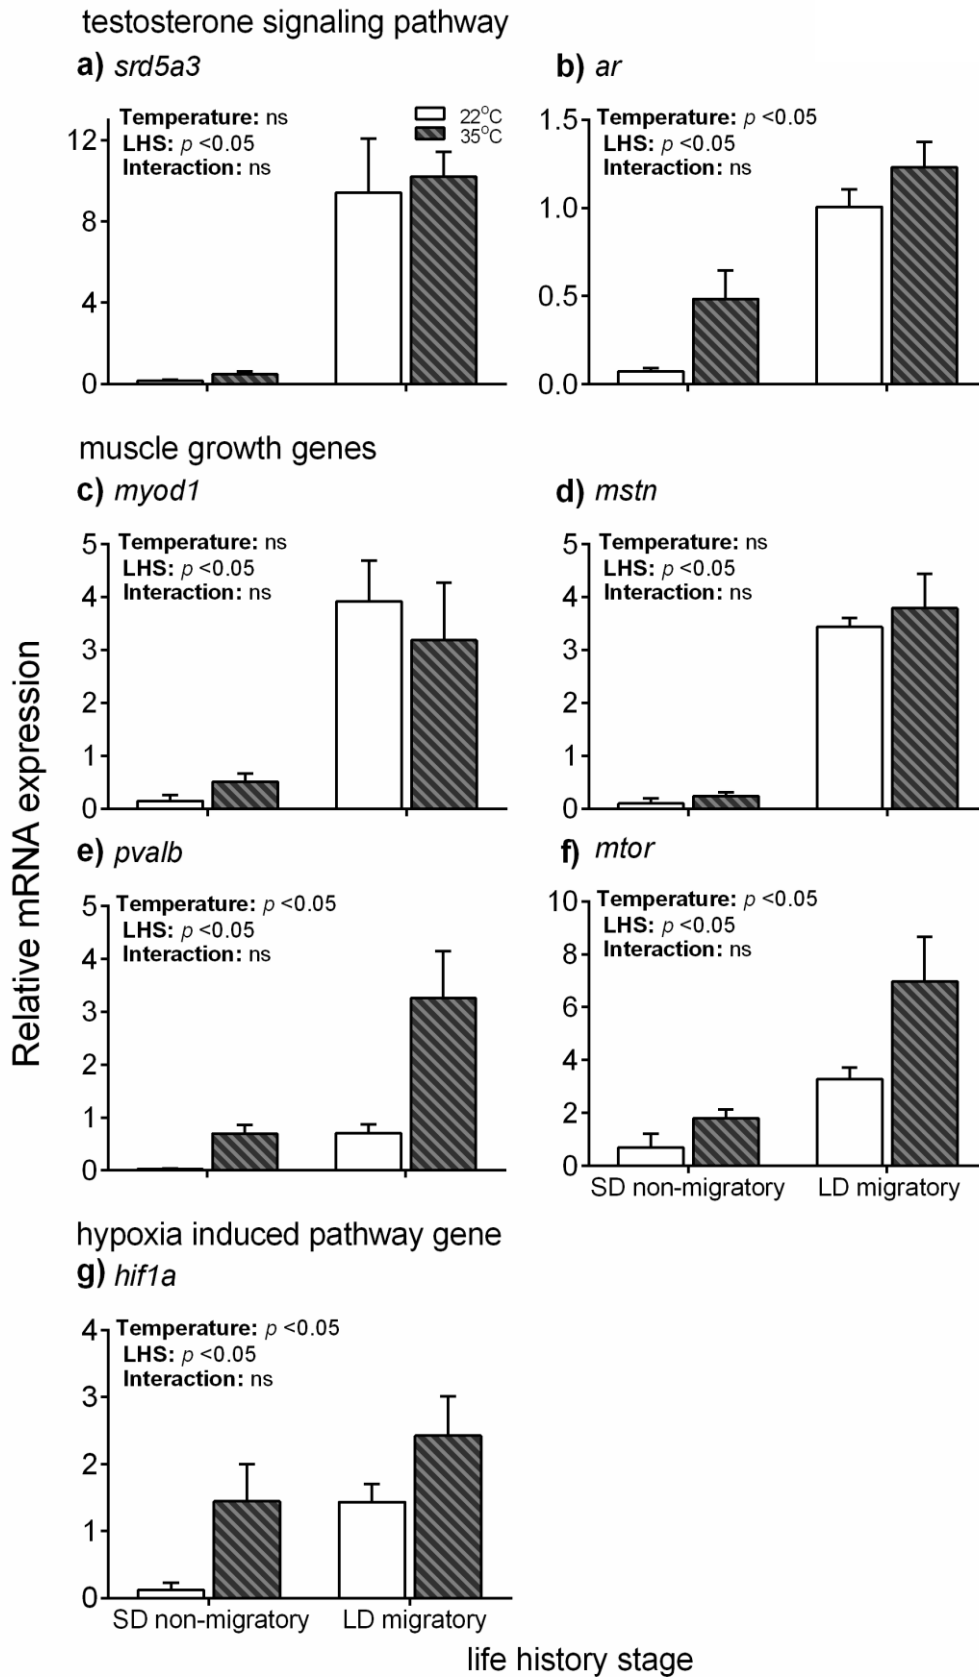 testosterone signaling pathway
a) srd5a3
Temperature: ns
LHS: p <0.05
Interaction: ns
22°C
35°C
12
8
4
0
b) ar
Temperature: p <0.05
LHS: p <0.05
Interaction: ns
1.5
1.0
0.5
0.0
muscle growth genes
c) myod1
Temperature: ns
LHS: p <0.05
Interaction: ns
5
4
3
2
1
0
d) mstn
Temperature: ns
LHS: p <0.05
Interaction: ns
5
4
3
2
1
0
Relative mRNA expression
e) pvalb
Temperature: p <0.05
LHS: p <0.05
Interaction: ns
5
4
3
2
1
0
f) mtor
Temperature: p <0.05
LHS: p <0.05
Interaction: ns
10
8
6
4
2
0
SD non-migratory LD migratory
hypoxia induced pathway gene
g) hif1a
Temperature: p <0.05
LHS: p <0.05
Interaction: ns
4
3
2
1
0
SD non-migratory LD migratory
life history stage